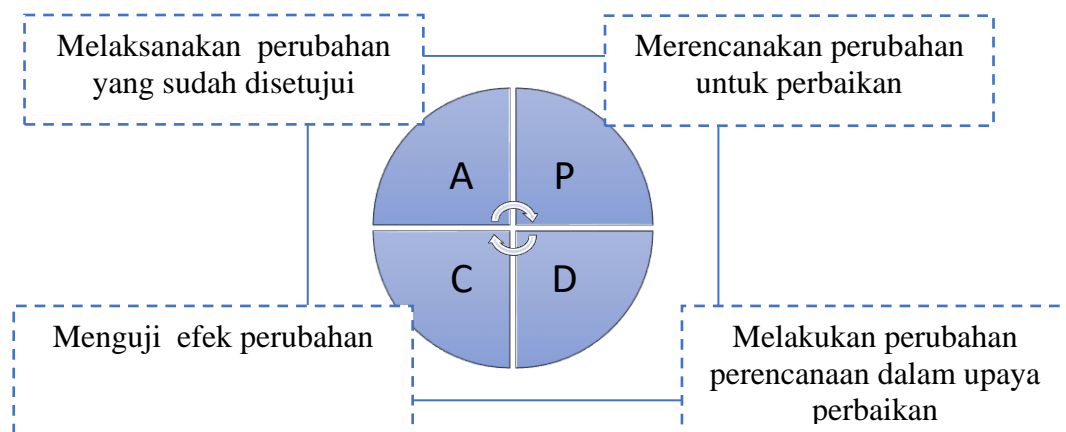 Melaksanakan perubahan
yang sudah disetujui
Merencanakan perubahan
untuk perbaikan
A
P
C
D
Menguji efek perubahan
Melakukan perubahan
perencanaan dalam upaya
perbaikan